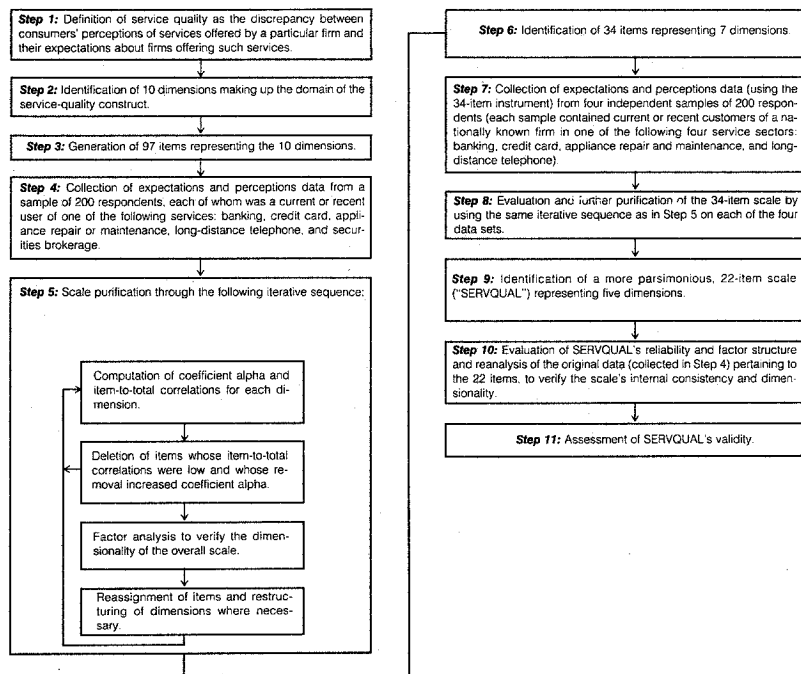 Step 1: Definition of service quality as the discrepancy between
consumers' perceptions of services offered by a particular firm and
their expectations about firms offering such services.
Step 2: Identification of 10 dimensions making up the domain of the
service-quality construct.
Step 3: Generation of 97 items representing the 10 dimensions.
Step 4: Collection of expectations and perceptions data from a
sample of 200 respondents, each of whom was a current or recent
user of one of the following services: banking, credit card, appli-
ance repair or maintenance, long-distance telephone, and secur-
ities brokerage.
Step 5: Scale purification through the following iterative sequence:
Computation of coefficient alpha and
item-to-total correlations for each di-
mension.
Deletion of items whose item-to-total
correlations were low and whose re-
moval increased coefficient alpha.
Factor analysis to verify the dimen-
sionality of the overall scale.
Reassignment of items and restruc-
turing of dimensions where neces-
sary.
Step 6: Identification of 34 items representing 7 dimensions.
Step 7: Collection of expectations and perceptions data (using the
34-item instrument) from four independent samples of 200 respon-
dents (each sample contained current or recent customers of a na-
tionally known firm in one of the following four service sectors:
banking, credit card, appliance repair and maintenance, and long-
distance telephone).
Step 8: Evaluation and further purification of the 34-item scale by
using the same iterative sequence as in Step 5 on each of the four
data sets.
Step 9: Identification of a more parsimonious, 22-item scale
("SERVQUAL") representing five dimensions.
Step 10: Evaluation of SERVQUAL's reliability and factor structure
and reanalysis of the original data (collected in Step 4) pertaining to
the 22 items, to verify the scale's internal consistency and dimen-
sionality.
Step 11: Assessment of SERVQUAL's validity.